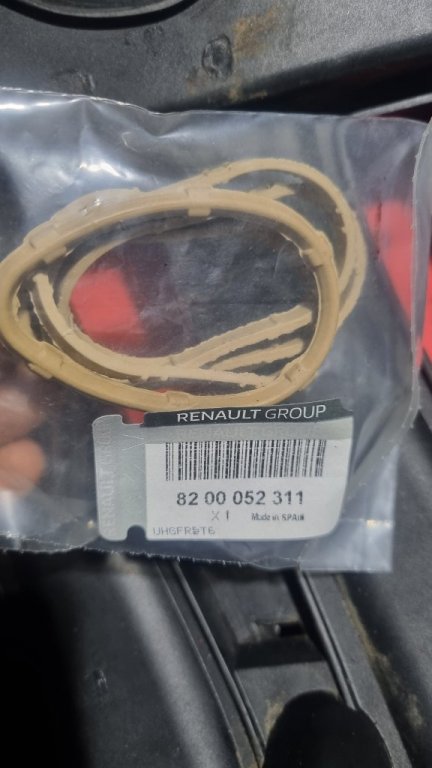 RENAULT GROUP
82 00 052 311
X 1 Made in SPAIN